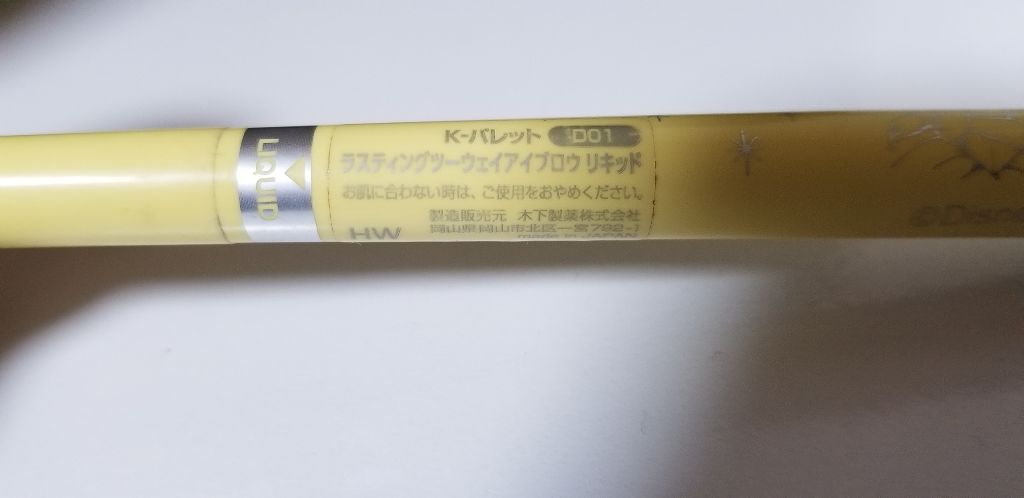 LIQUID
K-パレット D01
ラスティングツーウェイアイブロウ リキッド
お肌に合わない時は、ご使用をおやめください。
製造販売元 木下製薬株式会社
HW 岡山県岡山市北区一宮792-1
made in JAPAN
©Disne